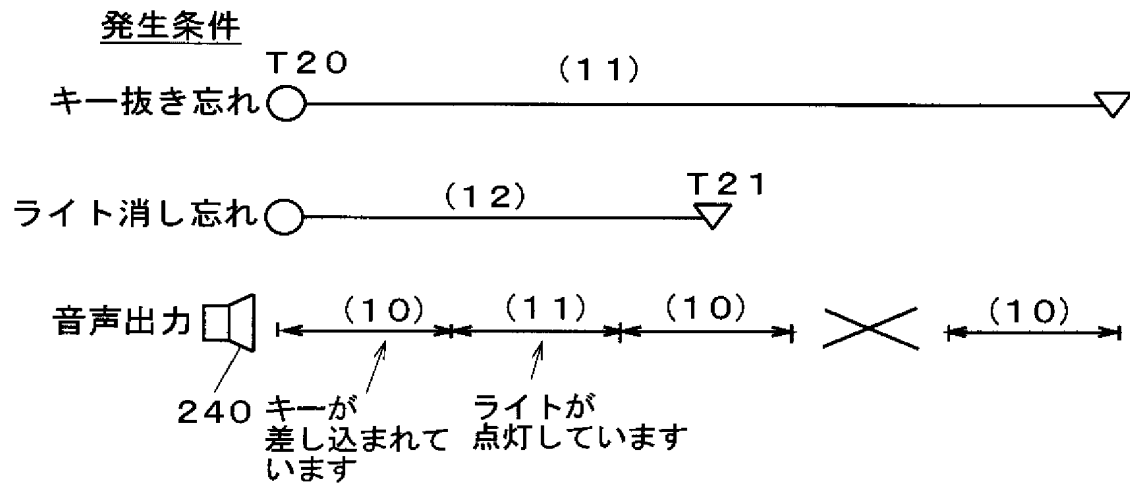 発生条件
T20
(11)
キー抜き忘れ
T21
(12)
ライト消し忘れ
音声出力
(10)
(11)
(10)
(10)
240
キーが
差し込まれて
います
ライトが
点灯しています